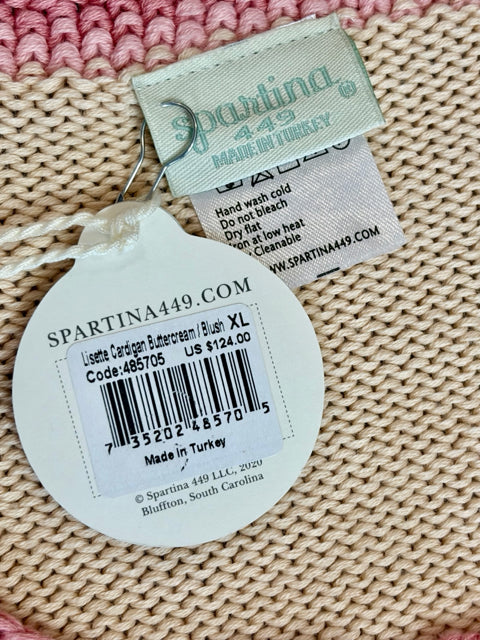 spartina
449
MADE IN TURKEY
Hand wash cold
Do not bleach
Dry flat
on at low heat
Cleanable
WWW.SPARTINA449.COM
SPARTINA449.COM
Lisette Cardigan Buttercream / Blush XL
Code:485705 US $124.00
7 35202 48570 5
Made in Turkey
© Spartina 449 LLC, 2020
Bluffton, South Carolina